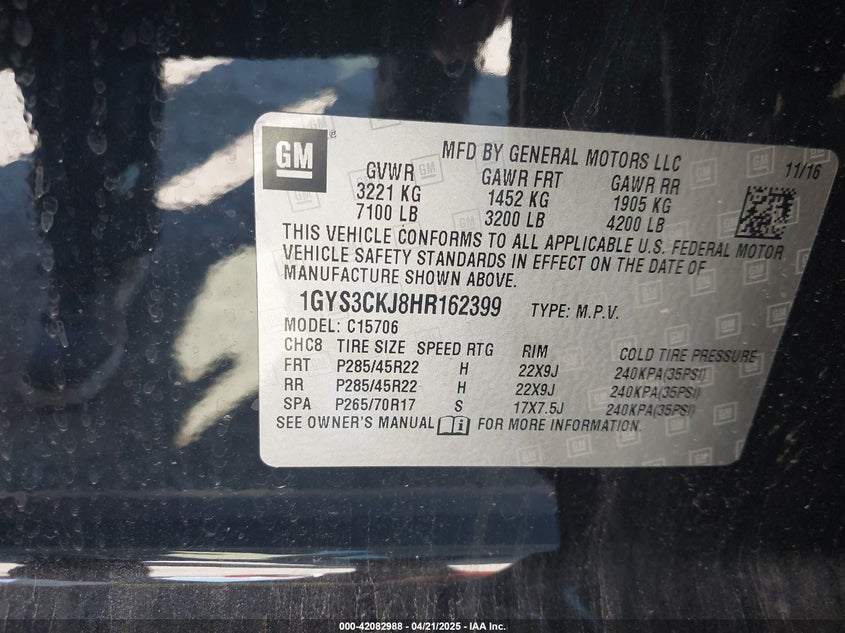 GM
MFD BY GENERAL MOTORS LLC
11/16
GVWR GAWR FRT GAWR RR
3221 KG 1452 KG 1905 KG
7100 LB 3200 LB 4200 LB
THIS VEHICLE CONFORMS TO ALL APPLICABLE U.S. FEDERAL MOTOR
VEHICLE SAFETY STANDARDS IN EFFECT ON THE DATE OF
MANUFACTURE SHOWN ABOVE.
1GYS3CKJ8HR162399 TYPE: M.P.V.
MODEL: C15706
CHC8 TIRE SIZE SPEED RTG RIM COLD TIRE PRESSURE
FRT P285/45R22 H 22X9J 240KPA(35PSI)
RR P285/45R22 H 22X9J 240KPA(35PSI)
SPA P265/70R17 S 17X7.5J 240KPA(35PSI)
SEE OWNER'S MANUAL FOR MORE INFORMATION.
000-42082988 - 04/21/2025 - IAA Inc.